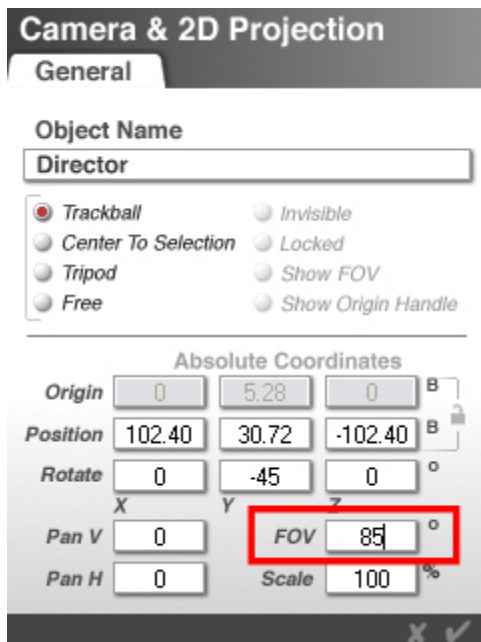 Camera & 2D Projection
General
Object Name
Director
Trackball Invisible
Center To Selection Locked
Tripod Show FOV
Free Show Origin Handle
Absolute Coordinates
Origin 0 5.28 0 B
Position 102.40 30.72 -102.40 B
Rotate 0 -45 0 °
X Y Z
Pan V 0 FOV 85 °
Pan H 0 Scale 100 %